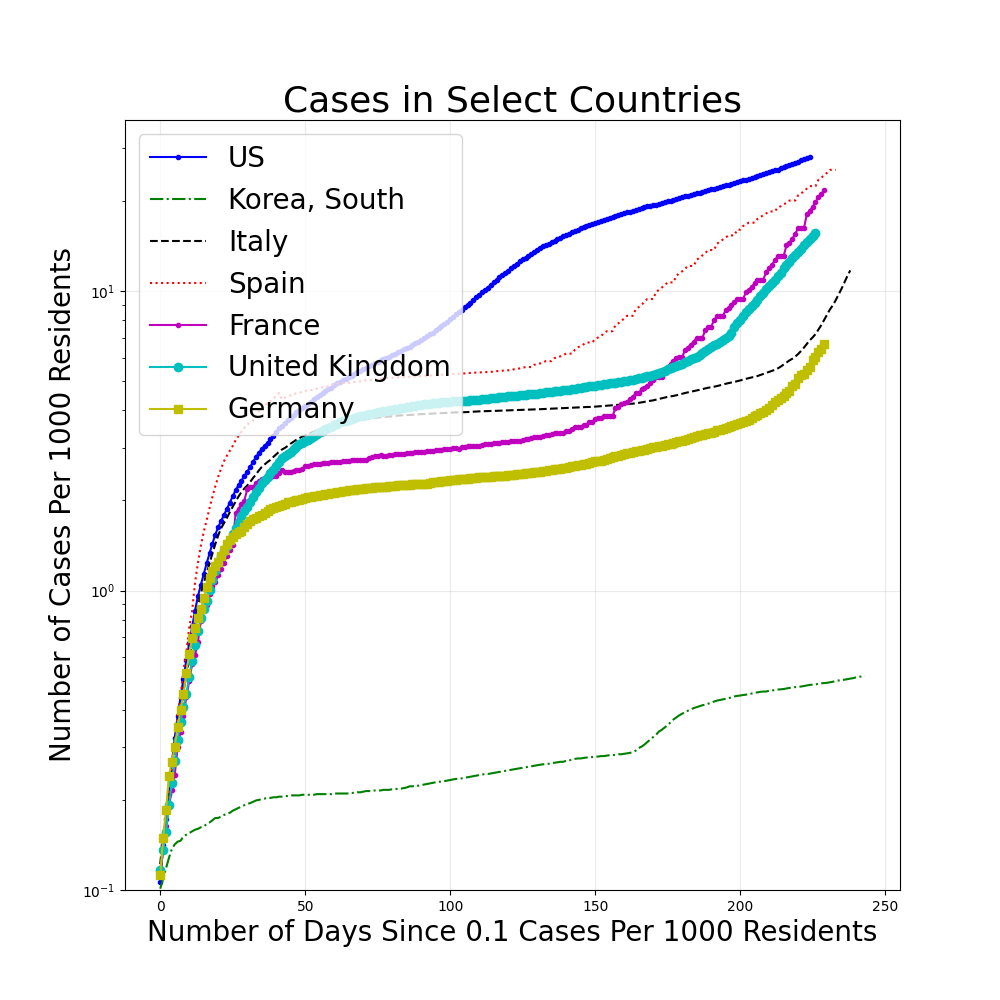 Cases in Select Countries
US
Korea, South
Italy
Spain
France
United Kingdom
Germany
Number of Cases Per 1000 Residents
10¹
10⁰
10⁻¹
0 50 100 150 200 250
Number of Days Since 0.1 Cases Per 1000 Residents